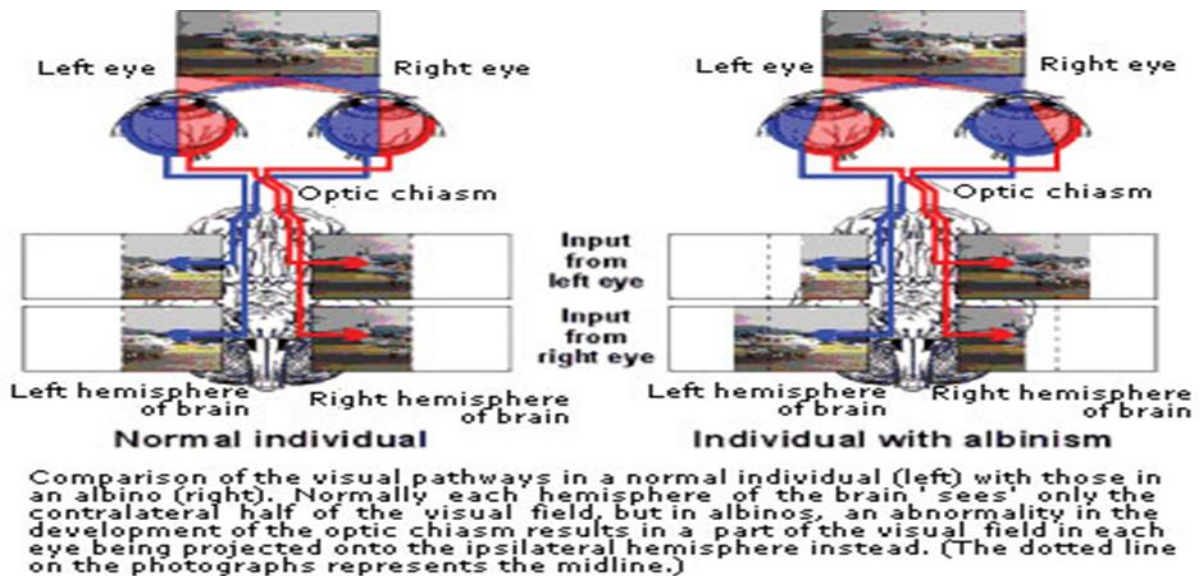 Left eye
Right eye
Left eye
Right eye
Optic chiasm
Optic chiasm
Input
from
left eye
Input
from
right eye
Left hemisphere
of brain
Right hemisphere
of brain
Left hemisphere
of brain
Right hemisphere
of brain
Normal individual
Individual with albinism
Comparison of the visual pathways in a normal individual (left) with those in
an albino (right). Normally each hemisphere of the brain 'sees' only the
contralateral half of the visual field, but in albinos, an abnormality in the
development of the optic chiasm results in a part of the visual field in each
eye being projected onto the ipsilateral hemisphere instead. (The dotted line
on the photographs represents the midline.)